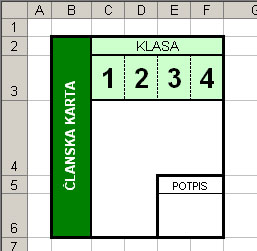 A B C D E F G
1
2 KLASA
3 1 2 3 4
ČLANSKA KARTA
4
5 POTPIS
6
7